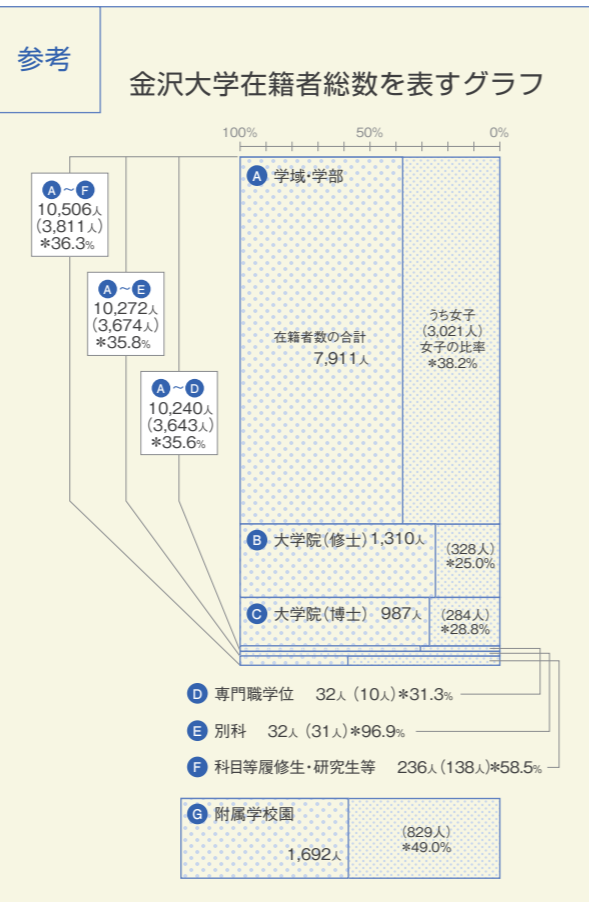 参考
金沢大学在籍者総数を表すグラフ
100% 50% 0%
A～F
10,506人
(3,811人)
*36.3%
A～E
10,272人
(3,674人)
*35.8%
A～D
10,240人
(3,643人)
*35.6%
A 学域・学部
在籍者数の合計
7,911人
うち女子
(3,021人)
女子の比率
*38.2%
B 大学院(修士) 1,310人
(328人)
*25.0%
C 大学院(博士) 987人
(284人)
*28.8%
D 専門職学位 32人 (10人)*31.3%
E 別科 32人 (31人)*96.9%
F 科目等履修生・研究生等 236人(138人)*58.5%
G 附属学校園
1,692人
(829人)
*49.0%